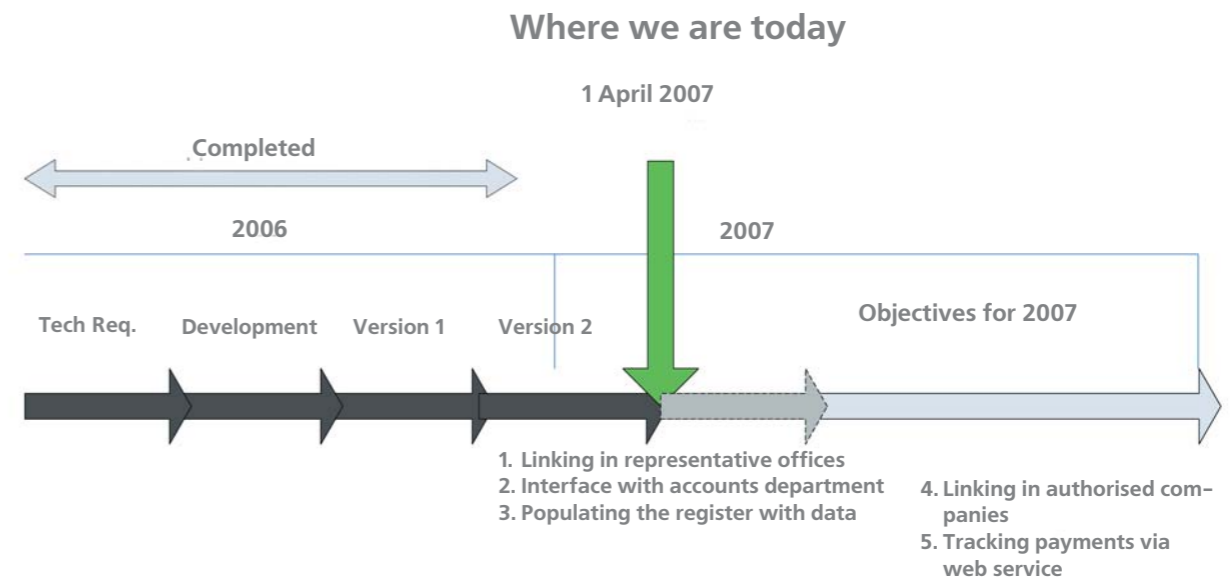 Where we are today
1 April 2007
Completed
2006
2007
Tech Req.
Development
Version 1
Version 2
Objectives for 2007
1. Linking in representative offices
2. Interface with accounts department
3. Populating the register with data
4. Linking in authorised com-
panies
5. Tracking payments via
web service